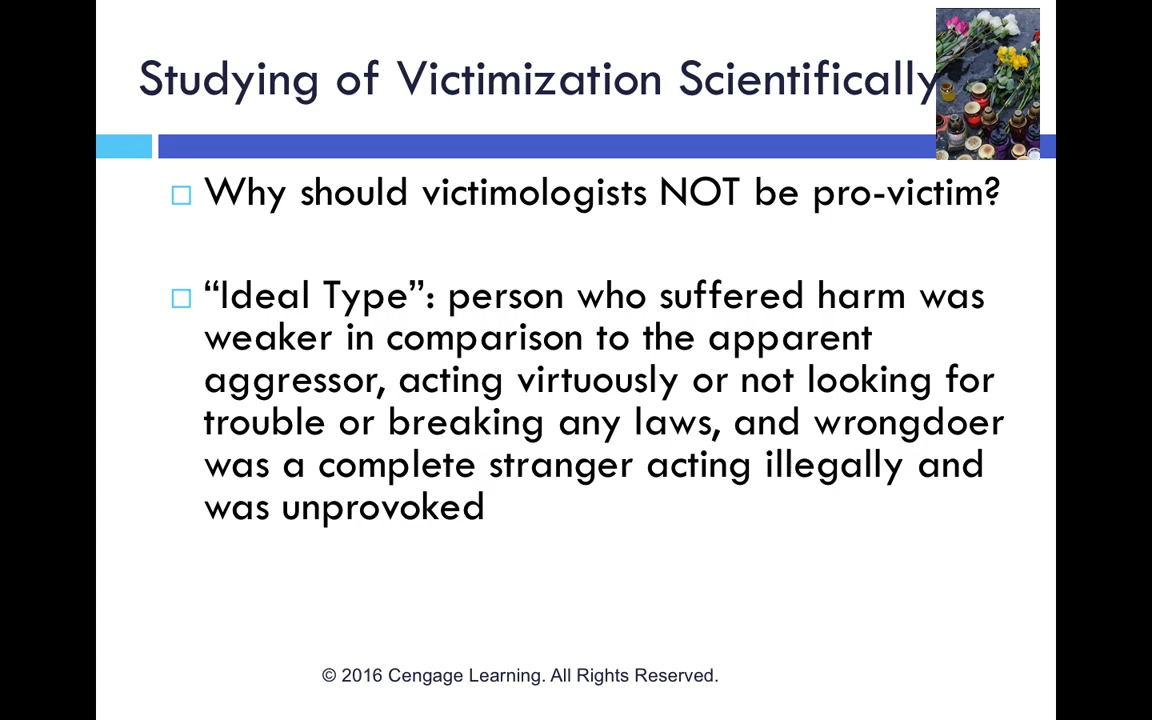 Studying of Victimization Scientifically
Why should victimologists NOT be pro-victim?
“Ideal Type”: person who suffered harm was
weaker in comparison to the apparent
aggressor, acting virtuously or not looking for
trouble or breaking any laws, and wrongdoer
was a complete stranger acting illegally and
was unprovoked
© 2016 Cengage Learning. All Rights Reserved.